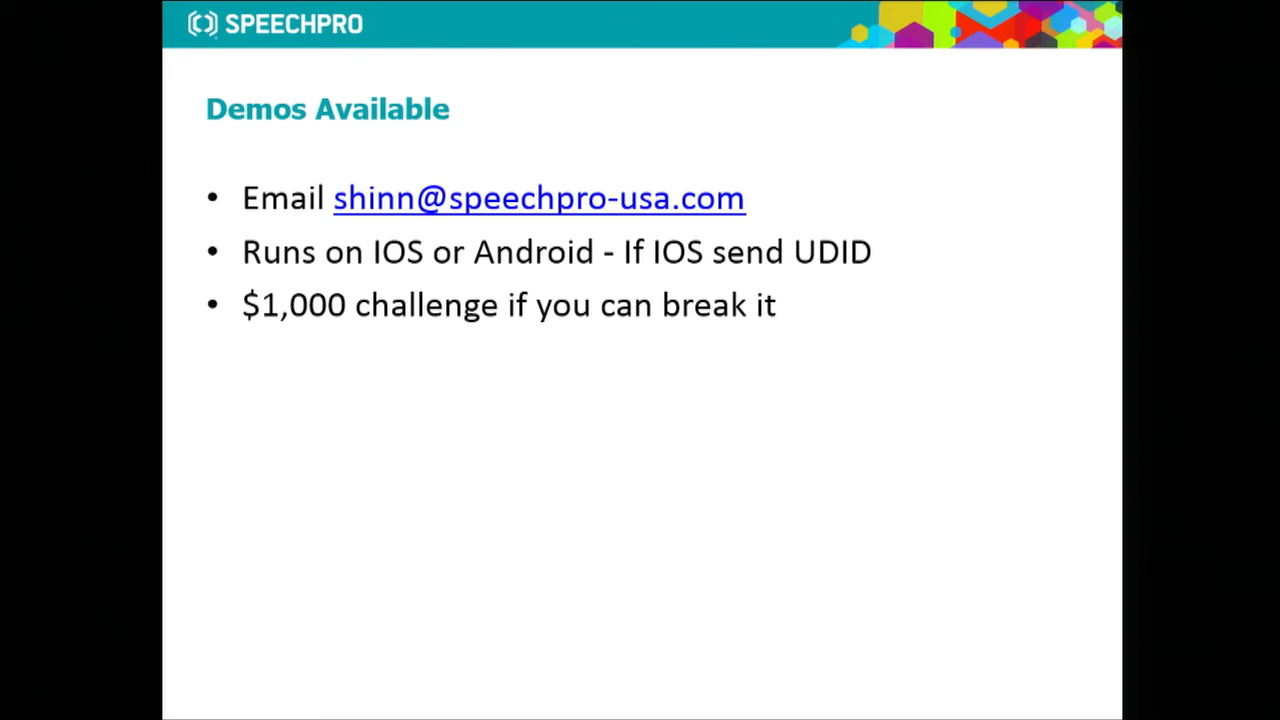 SPEECHPRO
Demos Available
• Email shinn@speechpro-usa.com
• Runs on IOS or Android - If IOS send UDID
• $1,000 challenge if you can break it